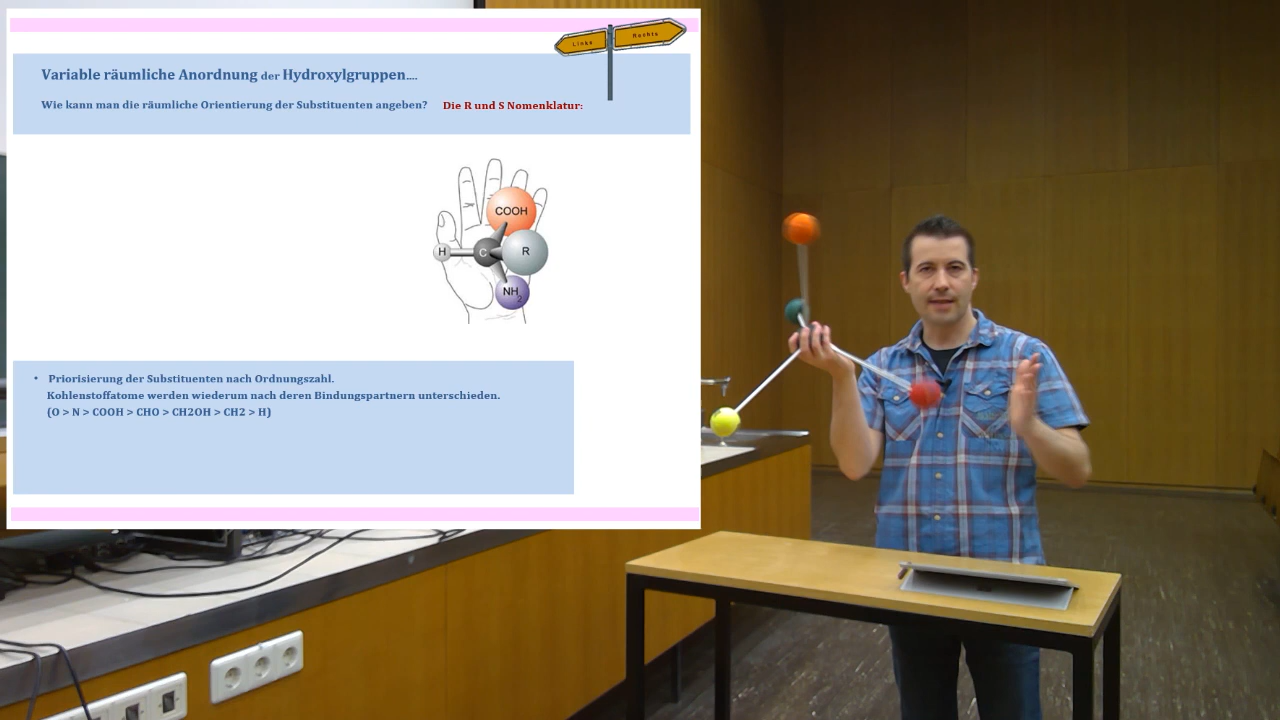 Links
Rechts
Variable räumliche Anordnung der Hydroxylgruppen....
Wie kann man die räumliche Orientierung der Substituenten angeben? Die R und S Nomenklatur:
COOH
H C R
NH2
• Priorisierung der Substituenten nach Ordnungszahl.
Kohlenstoffatome werden wiederum nach deren Bindungspartnern unterschieden.
(O > N > COOH > CHO > CH2OH > CH2 > H)